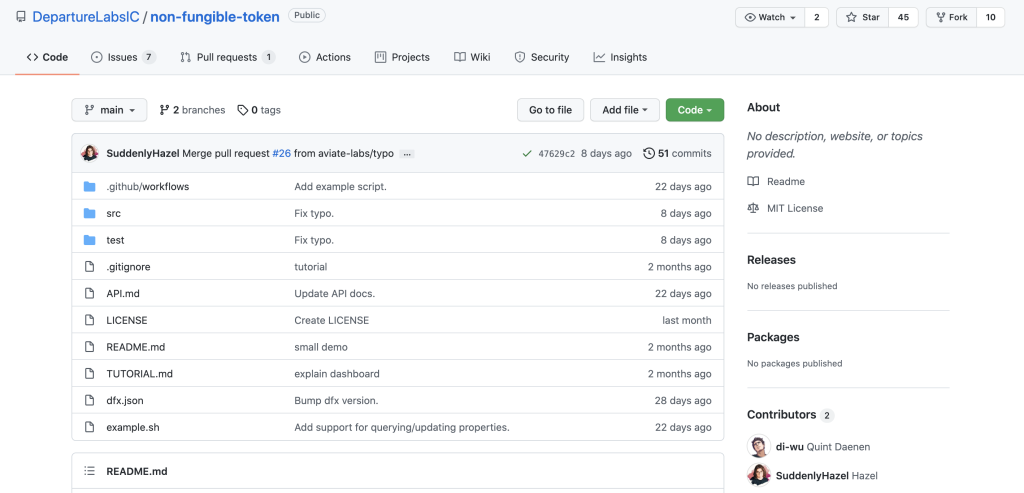 DepartureLabsIC / non-fungible-token Public
Watch 2 Star 45 Fork 10
Code Issues 7 Pull requests 1 Actions Projects Wiki Security Insights
main 2 branches 0 tags Go to file Add file Code
SuddenlyHazel Merge pull request #26 from aviate-labs/typo ... 47629c2 8 days ago 51 commits
.github/workflows Add example script. 22 days ago
src Fix typo. 8 days ago
test Fix typo. 8 days ago
.gitignore tutorial 2 months ago
API.md Update API docs. 22 days ago
LICENSE Create LICENSE last month
README.md small demo 2 months ago
TUTORIAL.md explain dashboard 2 months ago
dfx.json Bump dfx version. 28 days ago
example.sh Add support for querying/updating properties. 22 days ago
README.md
About
No description, website, or topics
provided.
Readme
MIT License
Releases
No releases published
Packages
No packages published
Contributors 2
di-wu Quint Daenen
SuddenlyHazel Hazel